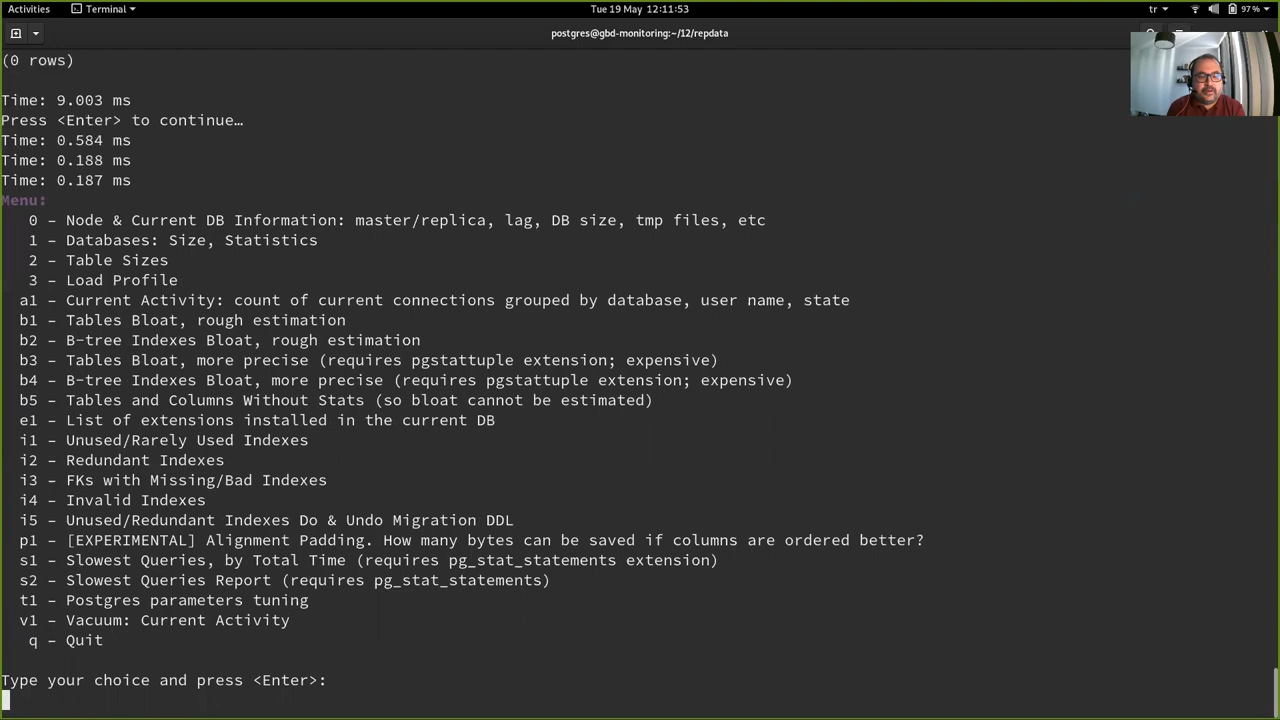 Activities Terminal Tue 19 May 12:11:53 tr 97%
postgres@gbd-monitoring:~/12/repdata
(0 rows)
Time: 9.003 ms
Press <Enter> to continue…
Time: 0.584 ms
Time: 0.188 ms
Time: 0.187 ms
Menu:
0 – Node & Current DB Information: master/replica, lag, DB size, tmp files, etc
1 – Databases: Size, Statistics
2 – Table Sizes
3 – Load Profile
a1 – Current Activity: count of current connections grouped by database, user name, state
b1 – Tables Bloat, rough estimation
b2 – B-tree Indexes Bloat, rough estimation
b3 – Tables Bloat, more precise (requires pgstattuple extension; expensive)
b4 – B-tree Indexes Bloat, more precise (requires pgstattuple extension; expensive)
b5 – Tables and Columns Without Stats (so bloat cannot be estimated)
e1 – List of extensions installed in the current DB
i1 – Unused/Rarely Used Indexes
i2 – Redundant Indexes
i3 – FKs with Missing/Bad Indexes
i4 – Invalid Indexes
i5 – Unused/Redundant Indexes Do & Undo Migration DDL
p1 – [EXPERIMENTAL] Alignment Padding. How many bytes can be saved if columns are ordered better?
s1 – Slowest Queries, by Total Time (requires pg_stat_statements extension)
s2 – Slowest Queries Report (requires pg_stat_statements)
t1 – Postgres parameters tuning
v1 – Vacuum: Current Activity
q – Quit
Type your choice and press <Enter>: